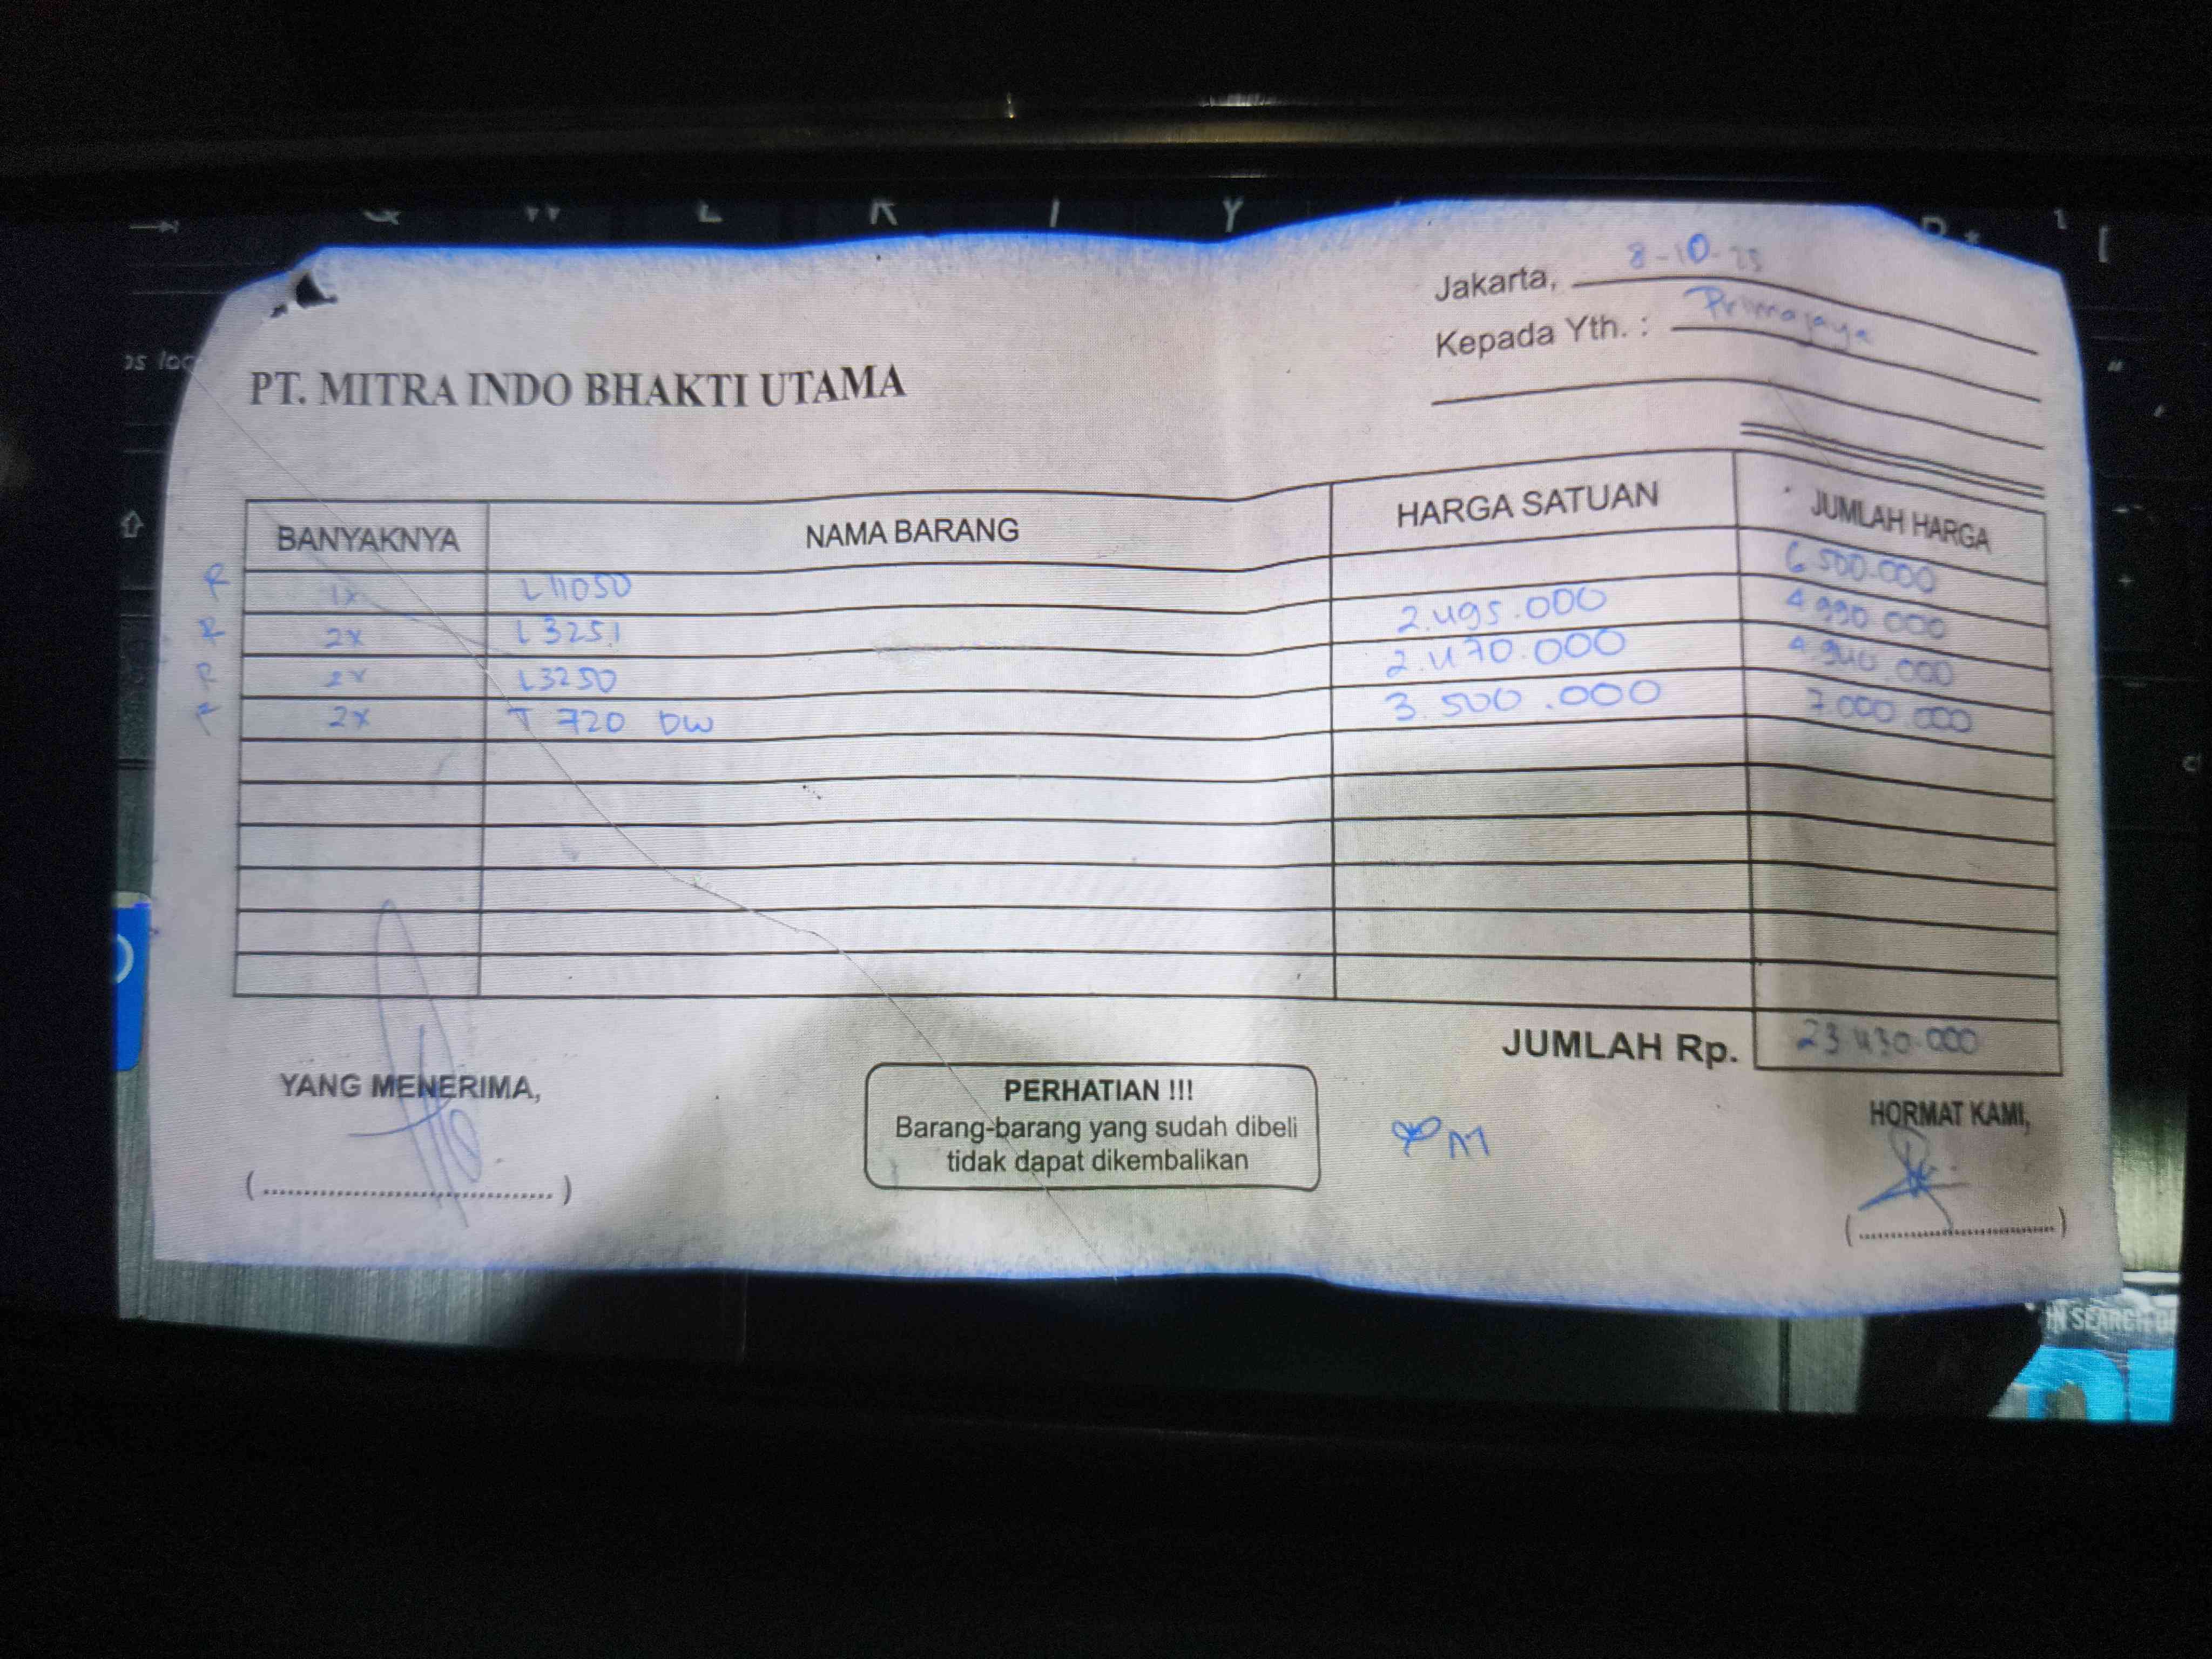 Jakarta, 8-10-25
Kepada Yth. : Primajaya
PT. MITRA INDO BHAKTI UTAMA
BANYAKNYA NAMA BARANG HARGA SATUAN JUMLAH HARGA
R 1x L11050 6.500.000
R 2x L3251 2.495.000 4.990.000
R 2x L3250 2.470.000 4.940.000
R 2x T 720 DW 3.500.000 7.000.000
JUMLAH Rp. 23.430.000
YANG MENERIMA,
PERHATIAN !!!
Barang-barang yang sudah dibeli
tidak dapat dikembalikan
HORMAT KAMI,
(....................................)
(....................................)
IN SEARCH